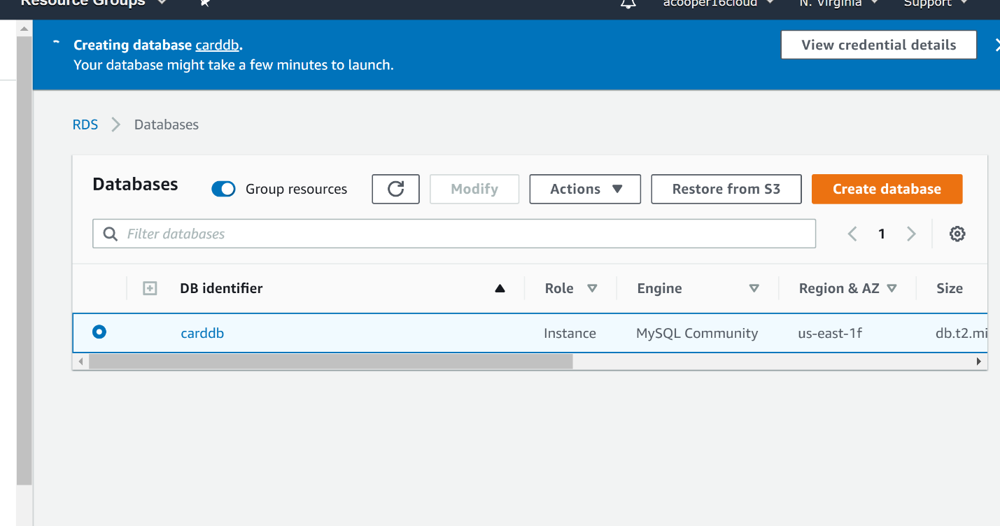 Resource Groups
acooper16cloud
N. Virginia
Support
Creating database carddb.
Your database might take a few minutes to launch.
View credential details
RDS
Databases
Databases
Group resources
Modify
Actions
Restore from S3
Create database
Filter databases
1
DB identifier
Role
Engine
Region & AZ
Size
carddb
Instance
MySQL Community
us-east-1f
db.t2.mi